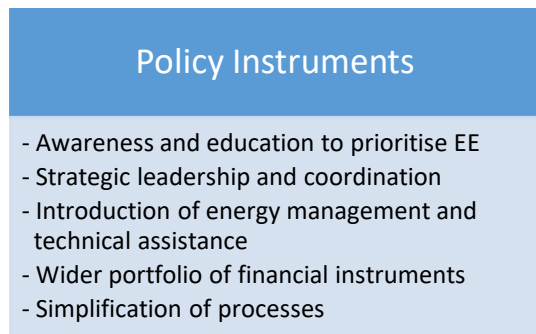 Policy Instruments
- Awareness and education to prioritise EE
- Strategic leadership and coordination
- Introduction of energy management and
technical assistance
- Wider portfolio of financial instruments
- Simplification of processes